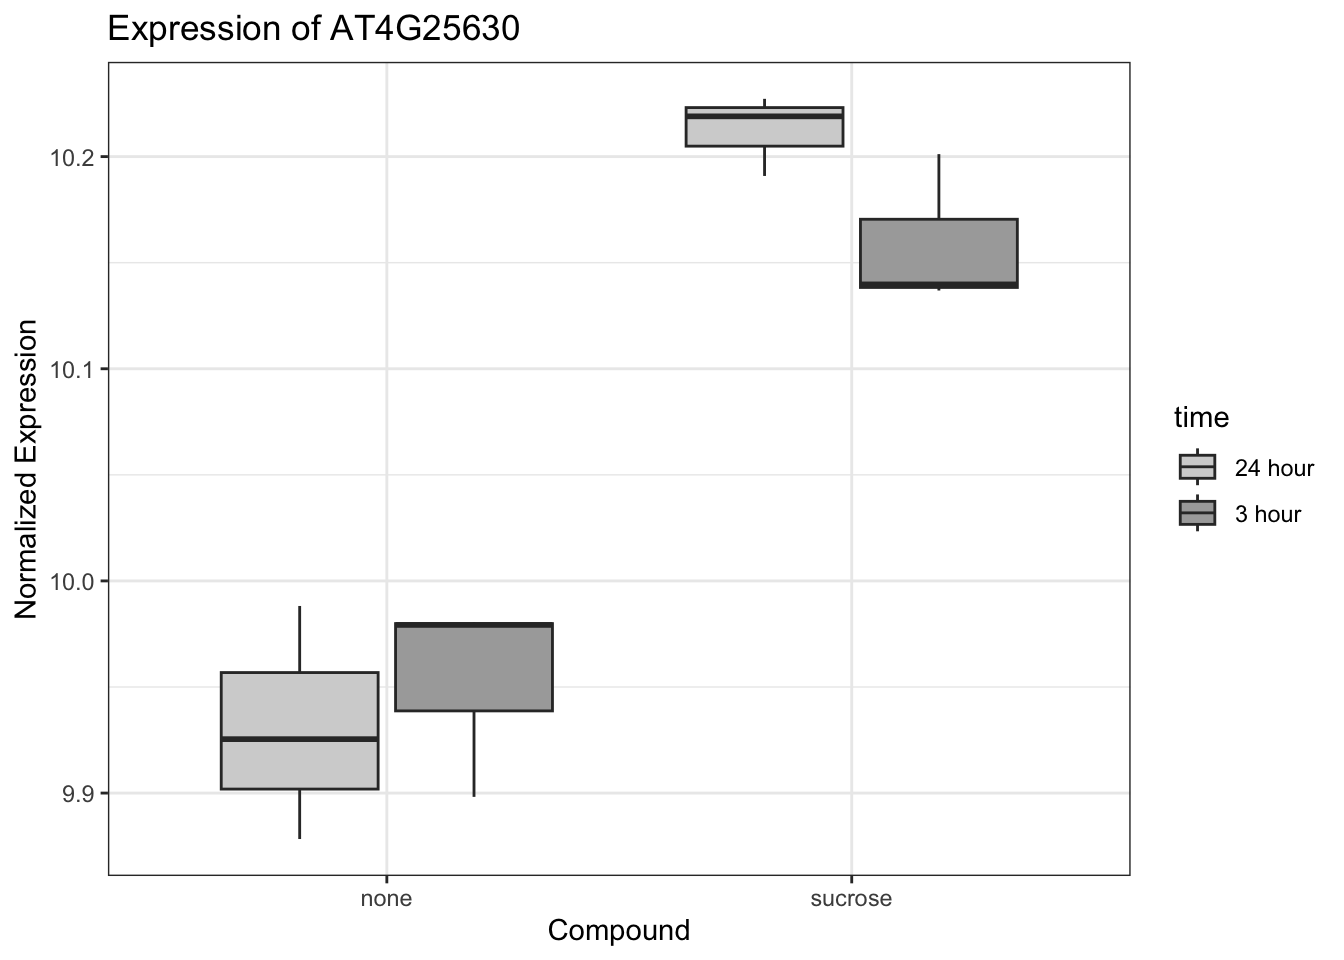 Expression of AT4G25630
Normalized Expression
10.2
10.1
10.0
9.9
none
sucrose
Compound
time
24 hour
3 hour